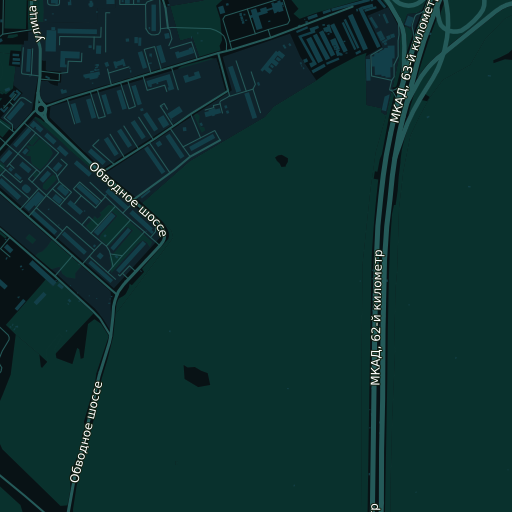 улица
МКАД, 63-й километр
Обводное шоссе
МКАД, 62-й километр
Обводное шоссе